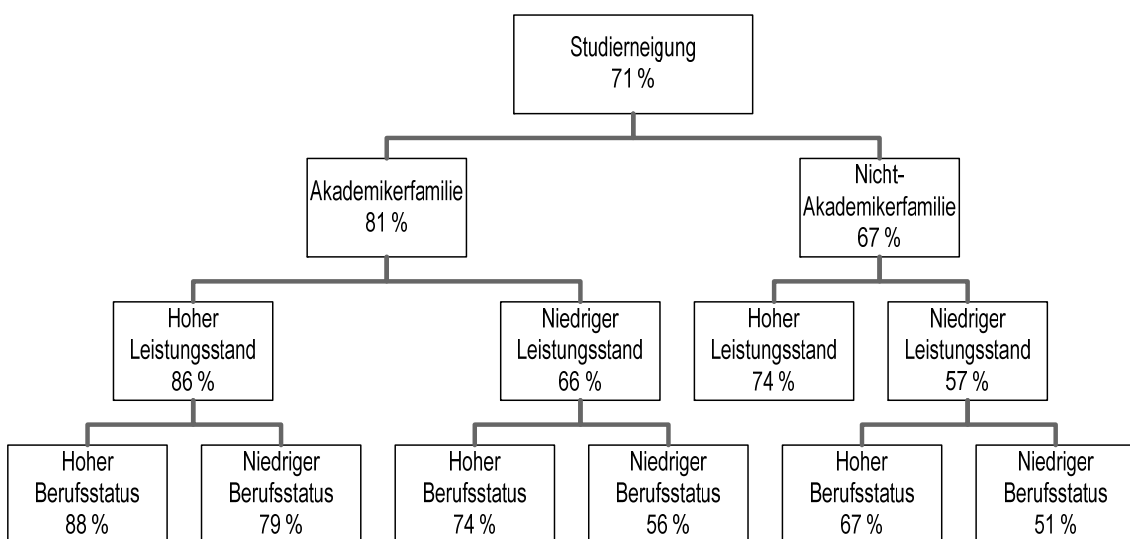 Studierneigung
71 %
Akademikerfamilie
81 %
Nicht-
Akademikerfamilie
67 %
Hoher
Leistungsstand
86 %
Niedriger
Leistungsstand
66 %
Hoher
Leistungsstand
74 %
Niedriger
Leistungsstand
57 %
Hoher
Berufsstatus
88 %
Niedriger
Berufsstatus
79 %
Hoher
Berufsstatus
74 %
Niedriger
Berufsstatus
56 %
Hoher
Berufsstatus
67 %
Niedriger
Berufsstatus
51 %